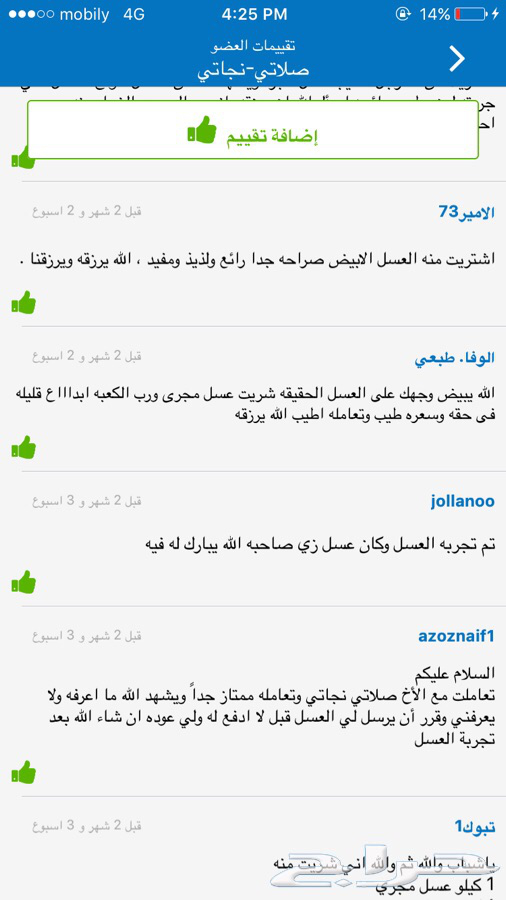 mobily 4G 4:25 PM 14%
تقييمات العضو
صلاتي-نجاتي
إضافة تقييم
الامير73 قبل 2 شهر و 2 اسبوع
اشتريت منه العسل الابيض صراحه جدا رائع ولذيذ ومفيد ، الله يرزقه ويرزقنا .
الوفا. طبعي قبل 2 شهر و 2 اسبوع
الله يبيض وجهك على العسل الحقيقه شريت عسل مجرى ورب الكعبه ابداااا ع قليله
فى حقه وسعره طيب وتعامله اطيب الله يرزقه
jollanoo قبل 2 شهر و 3 اسبوع
تم تجربه العسل وكان عسل زي صاحبه الله يبارك له فيه
azoznaif1 قبل 2 شهر و 3 اسبوع
السلام عليكم
تعاملت مع الأخ صلاتي نجاتي وتعامله ممتاز جداً ويشهد الله ما اعرفه ولا
يعرفني وقرر أن يرسل لي العسل قبل لا ادفع له ولي عوده ان شاء الله بعد
تجربة العسل
تبوك1 قبل 2 شهر و 3 اسبوع
ياشباب والله ثم والله اني شريت منه
1 كيلو عسل مجري
حراج